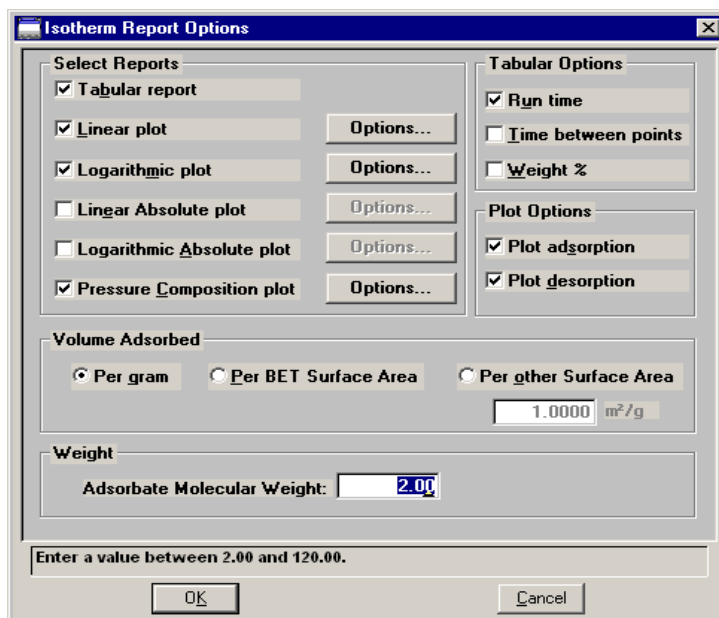 Isotherm Report Options
Select Reports
Tabular report
Linear plot Options...
Logarithmic plot Options...
Linear Absolute plot Options...
Logarithmic Absolute plot Options...
Pressure Composition plot Options...
Tabular Options
Run time
Time between points
Weight %
Plot Options
Plot adsorption
Plot desorption
Volume Adsorbed
Per gram Per BET Surface Area Per other Surface Area
1.0000 m²/g
Weight
Adsorbate Molecular Weight: 2.00
Enter a value between 2.00 and 120.00.
OK Cancel